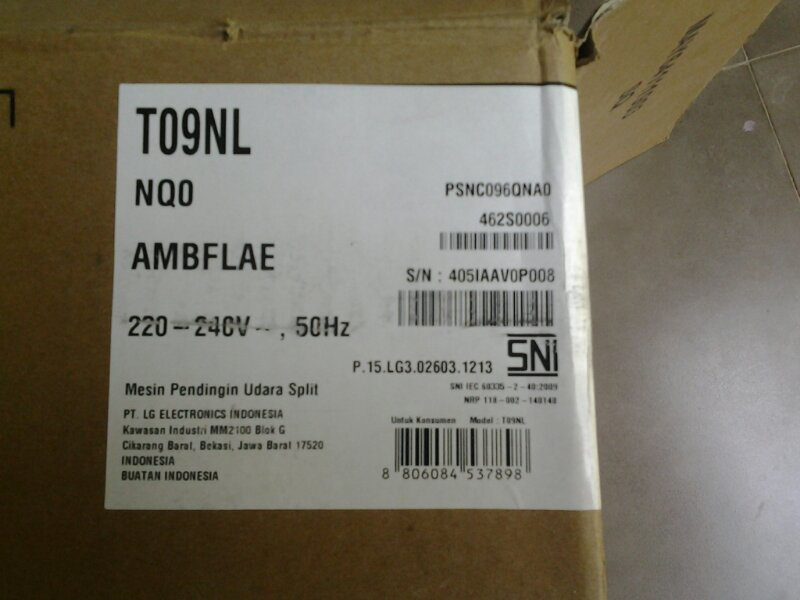 T09NL
NQ0
PSNC096QNA0
462S0006
AMBFLAE
S/N : 405IAAV0P008
220 - 240V ~ , 50Hz
P.15.LG3.02603.1213
SNI
Mesin Pendingin Udara Split
SNI IEC 60335 - 2 - 40:2009
NRP 118 - 002 - 140140
PT. LG ELECTRONICS INDONESIA
Kawasan Industri MM2100 Blok G
Cikarang Barat, Bekasi, Jawa Barat 17520
INDONESIA
BUATAN INDONESIA
Untuk Konsumen Model : T09NL
8 806084 537898